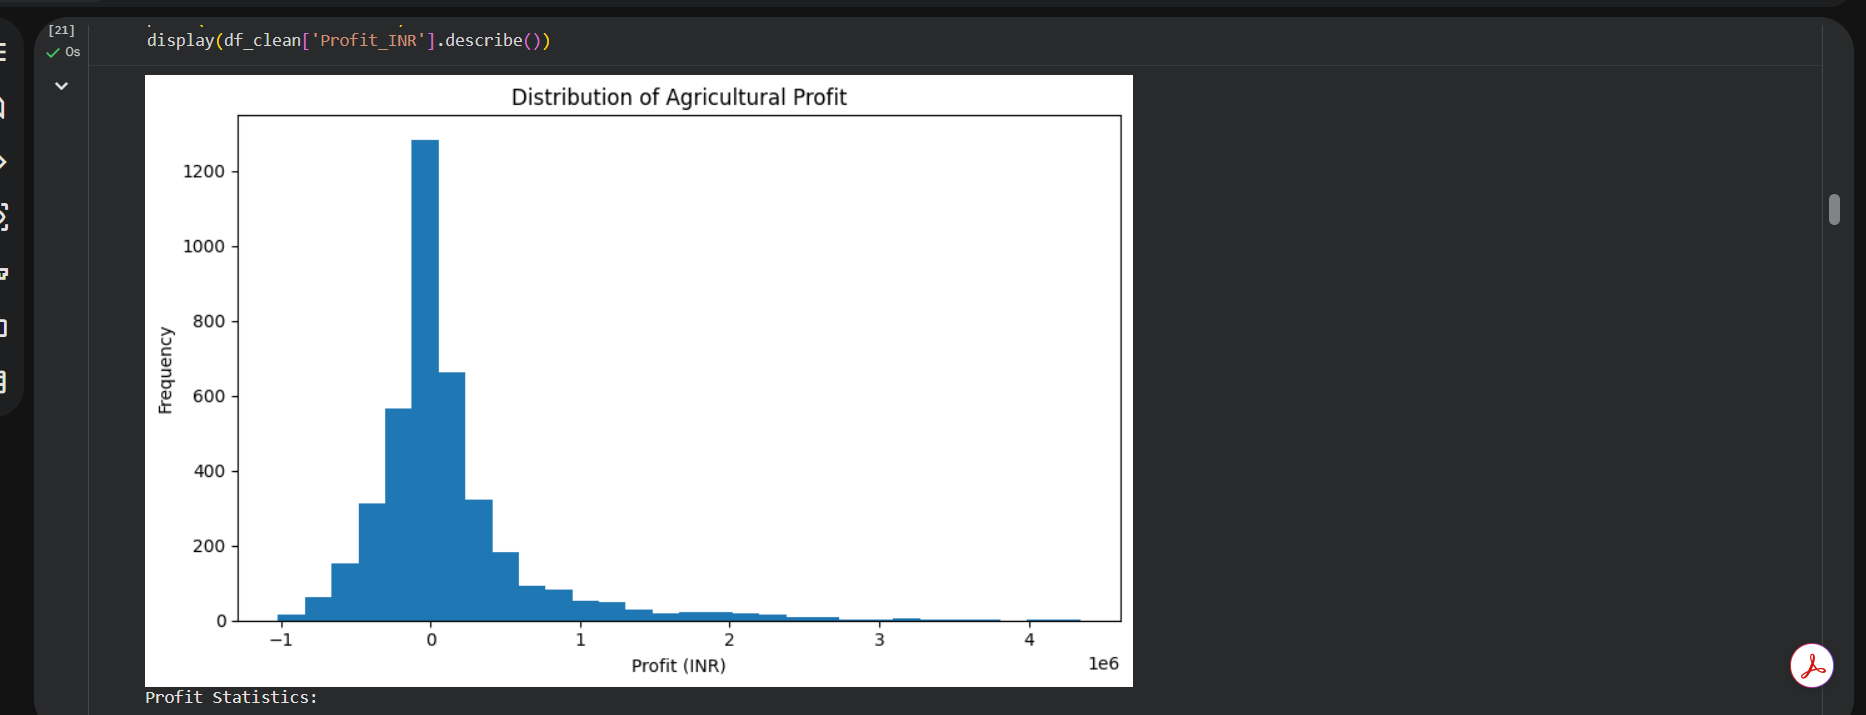 [21]
display(df_clean['Profit_INR'].describe())
0s
Distribution of Agricultural Profit
1200
1000
800
600
400
200
0
Frequency
−1
0
1
2
3
4
1e6
Profit (INR)
Profit Statistics: